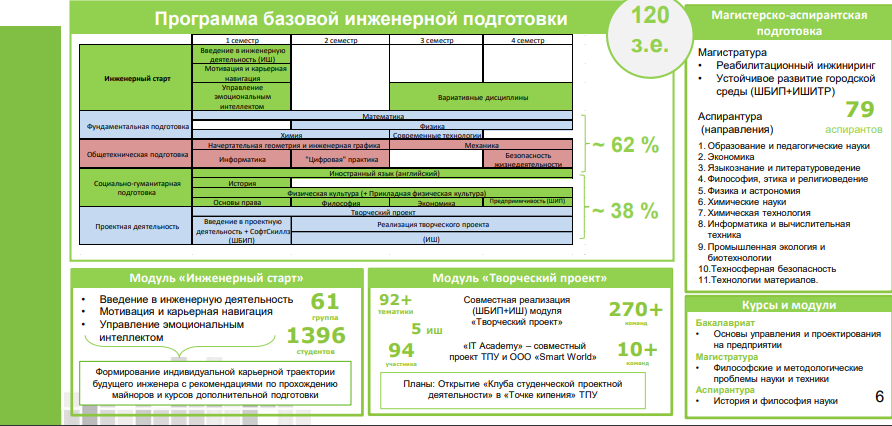 Программа базовой инженерной подготовки
120
з.е.
1 семестр
2 семестр
3 семестр
4 семестр
Инженерный старт
Введение в инженерную
деятельность (ИШ)
Мотивация и карьерная
навигация
Управление
эмоциональным
интеллектом
Вариативные дисциплины
Фундаментальная подготовка
Математика
Физика
Химия
Современные технологии
Общетехническая подготовка
Начертательная геометрия и инженерная графика
Механика
Информатика
"Цифровая" практика
Безопасность
жизнедеятельности
Социально-гуманитарная
подготовка
Иностранный язык (английский)
История
Физическая культура (+ Прикладная физическая культура)
Основы права
Философия
Экономика
Предпримчивость (ШИП)
Проектная деятельность
Творческий проект
Введение в проектную
деятельность + СофтСкиллз
(ШБИП)
Реализация творческого проекта
(ИШ)
~ 62 %
~ 38 %
Модуль «Инженерный старт»
• Введение в инженерную деятельность
• Мотивация и карьерная навигация
• Управление эмоциональным
интеллектом
61
группа
1396
студентов
Формирование индивидуальной карьерной траектории
будущего инженера с рекомендациями по прохождению
майноров и курсов дополнительной подготовки
Модуль «Творческий проект»
92+
тематики
5 иш
94
участника
Совместная реализация
(ШБИП+ИШ) модуля
«Творческий проект»
«IT Academy» – совместный
проект ТПУ и ООО «Smart World»
270+
команд
10+
команд
Планы: Открытие «Клуба студенческой проектной
деятельности» в «Точке кипения» ТПУ
Магистерско-аспирантская
подготовка
Магистратура
• Реабилитационный инжиниринг
• Устойчивое развитие городской
среды (ШБИП+ИШИТР)
79
аспирантов
Аспирантура
(направления)
1. Образование и педагогические науки
2. Экономика
3. Языкознание и литературоведение
4. Философия, этика и религиоведение
5. Физика и астрономия
6. Химические науки
7. Химическая технология
8. Информатика и вычислительная
техника
9. Промышленная экология и
биотехнологии
10.Техносферная безопасность
11.Технологии материалов.
Курсы и модули
Бакалавриат
• Основы управления и проектирования
на предприятии
Магистратура
• Философские и методологические
проблемы науки и техники
Аспирантура
• История и философия науки
6